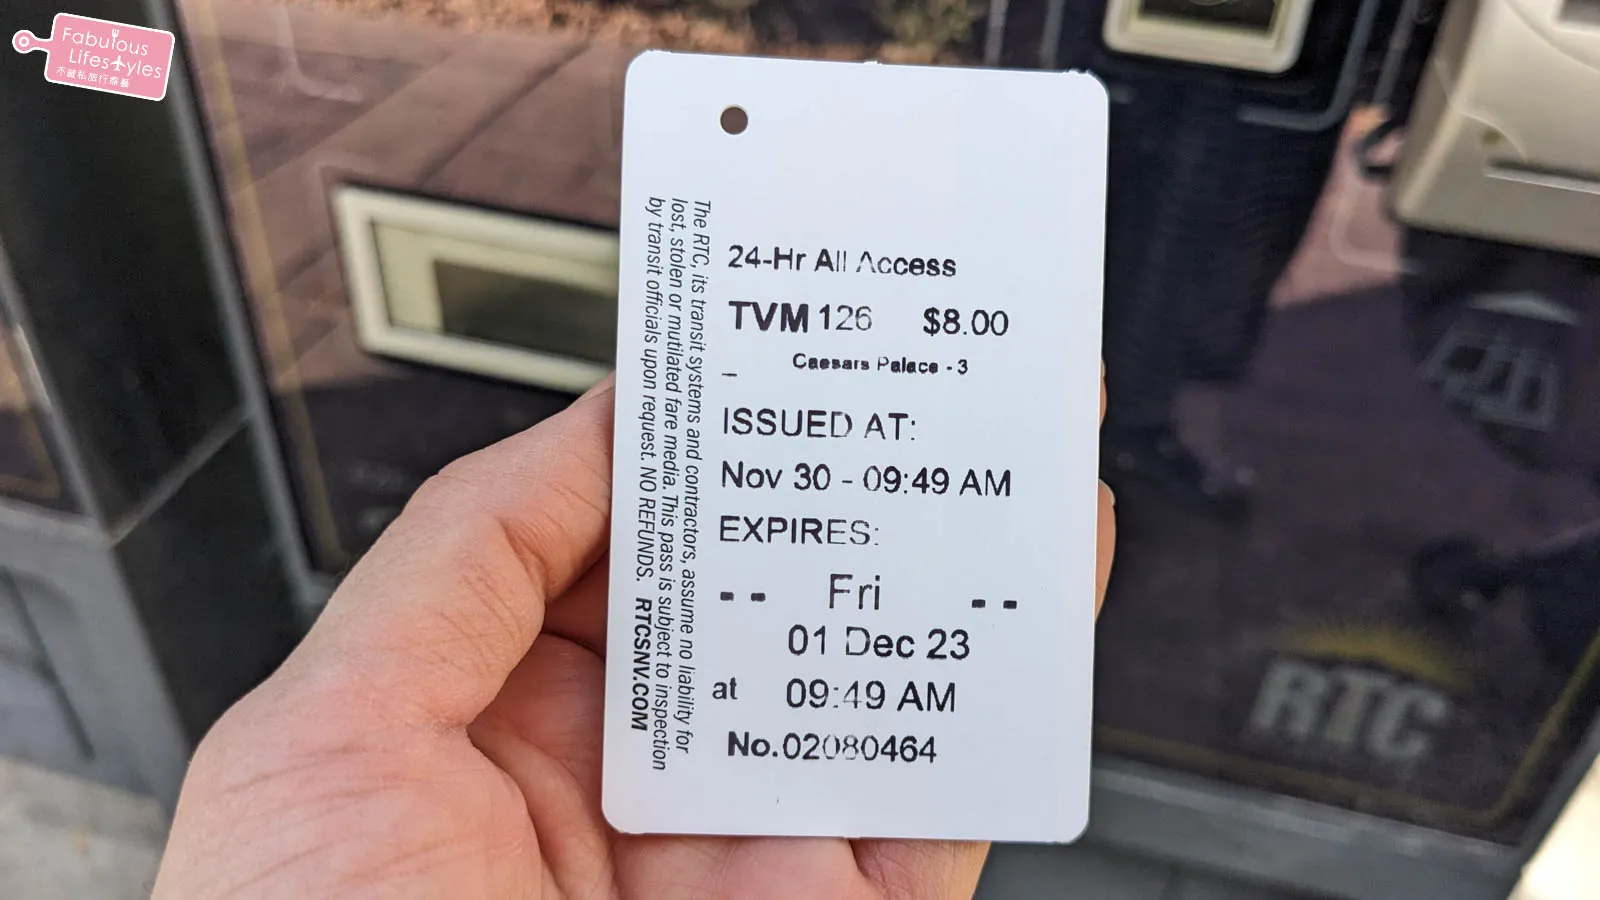 Fabulous
Lifestyles
不藏私旅行煮藝
24-Hr All Access
TVM 126 $8.00
Caesars Palace - 3
ISSUED AT:
Nov 30 - 09:49 AM
EXPIRES:
-- Fri --
01 Dec 23
at 09:49 AM
No.02080464
The RTC, its transit systems and contractors, assume no liability for
lost, stolen or mutilated fare media. This pass is subject to inspection
by transit officials upon request. NO REFUNDS. RTCSNV.COM
RTC